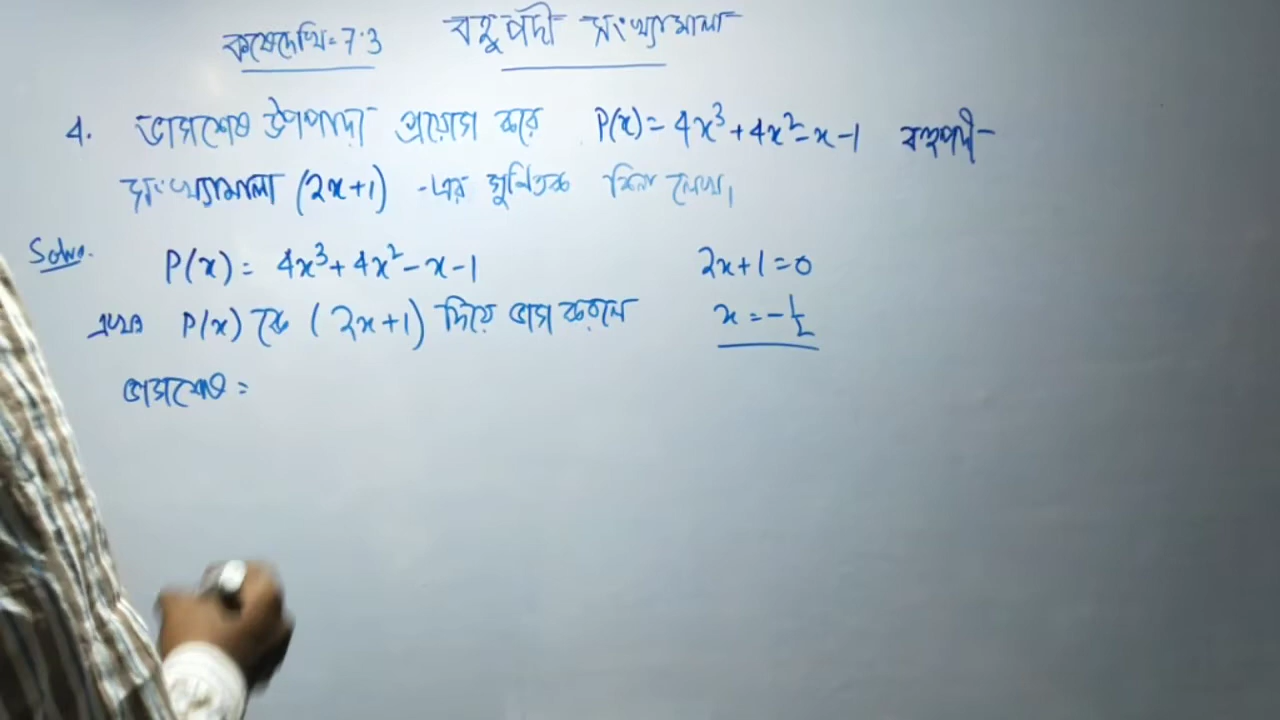 কষেদেখি-7.3 বহুপদী সংখ্যামালা
4. ভাগশেষ উপপাদ্য প্রয়োগ করে P(x) = 4x³ + 4x² - x - 1 বহুপদী-
সংখ্যামালা (2x+1) -এর গুণিতক কিনা লেখো।
Solve. P(x) = 4x³ + 4x² - x - 1
2x + 1 = 0
এখন P(x) কে (2x+1) দিয়ে ভাগ করলে
x = -½
ভাগশেষ =